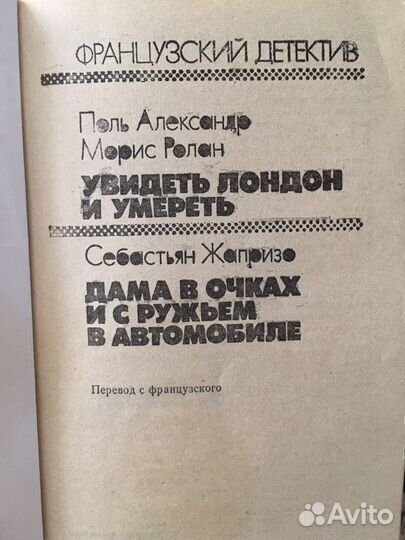 ФРАНЦУЗСКИЙ ДЕТЕКТИВ
Поль Александр
Морис Ролан
УВИДЕТЬ ЛОНДОН
И УМЕРЕТЬ
Себастьян Жапризо
ДАМА В ОЧКАХ
И С РУЖЬЕМ
В АВТОМОБИЛЕ
Перевод с французского
Avito